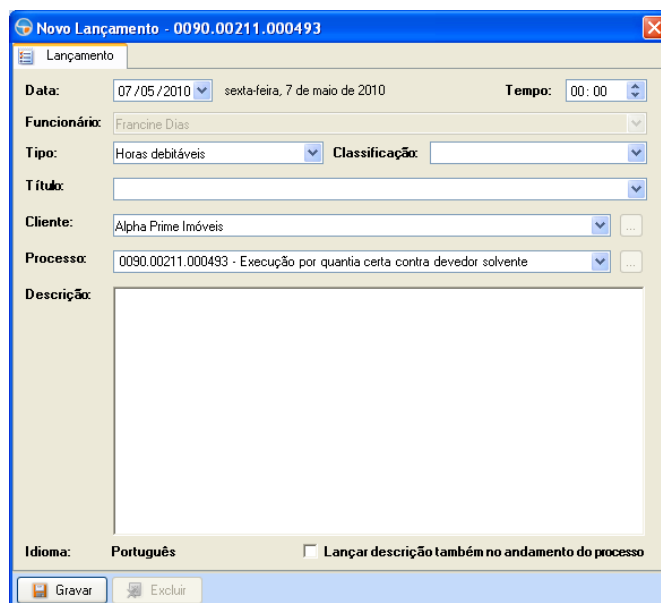 Novo Lançamento - 0090.00211.000493
Lançamento
Data: 07/05/2010 sexta-feira, 7 de maio de 2010 Tempo: 00:00
Funcionário: Francine Dias
Tipo: Horas debitáveis Classificação:
Título:
Cliente: Alpha Prime Imóveis ...
Processo: 0090.00211.000493 - Execução por quantia certa contra devedor solvente ...
Descrição:
Idioma: Português Lançar descrição também no andamento do processo
Gravar Excluir